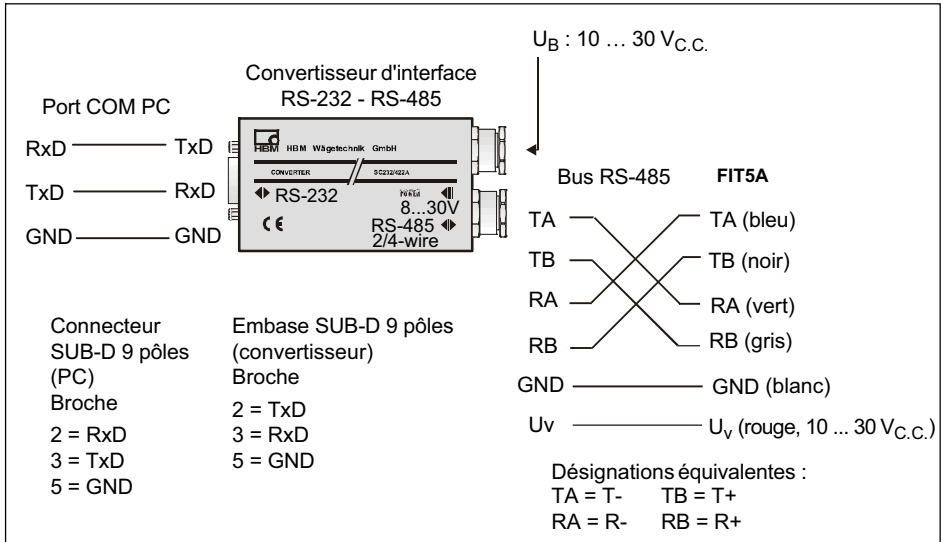 U_B : 10 … 30 V_C.C.
Convertisseur d'interface
RS-232 - RS-485
Port COM PC
RxD TxD
TxD RxD
GND GND
HBM HBM Wägetechnik GmbH
CONVERTER SC232/422A
RS-232
8...30V
CE RS-485
2/4-wire
Bus RS-485 FIT5A
TA TA (bleu)
TB TB (noir)
RA RA (vert)
RB RB (gris)
GND GND (blanc)
Uv U_v (rouge, 10 ... 30 V_C.C.)
Connecteur
SUB-D 9 pôles
(PC)
Broche
2 = RxD
3 = TxD
5 = GND
Embase SUB-D 9 pôles
(convertisseur)
Broche
2 = TxD
3 = RxD
5 = GND
Désignations équivalentes :
TA = T- TB = T+
RA = R- RB = R+